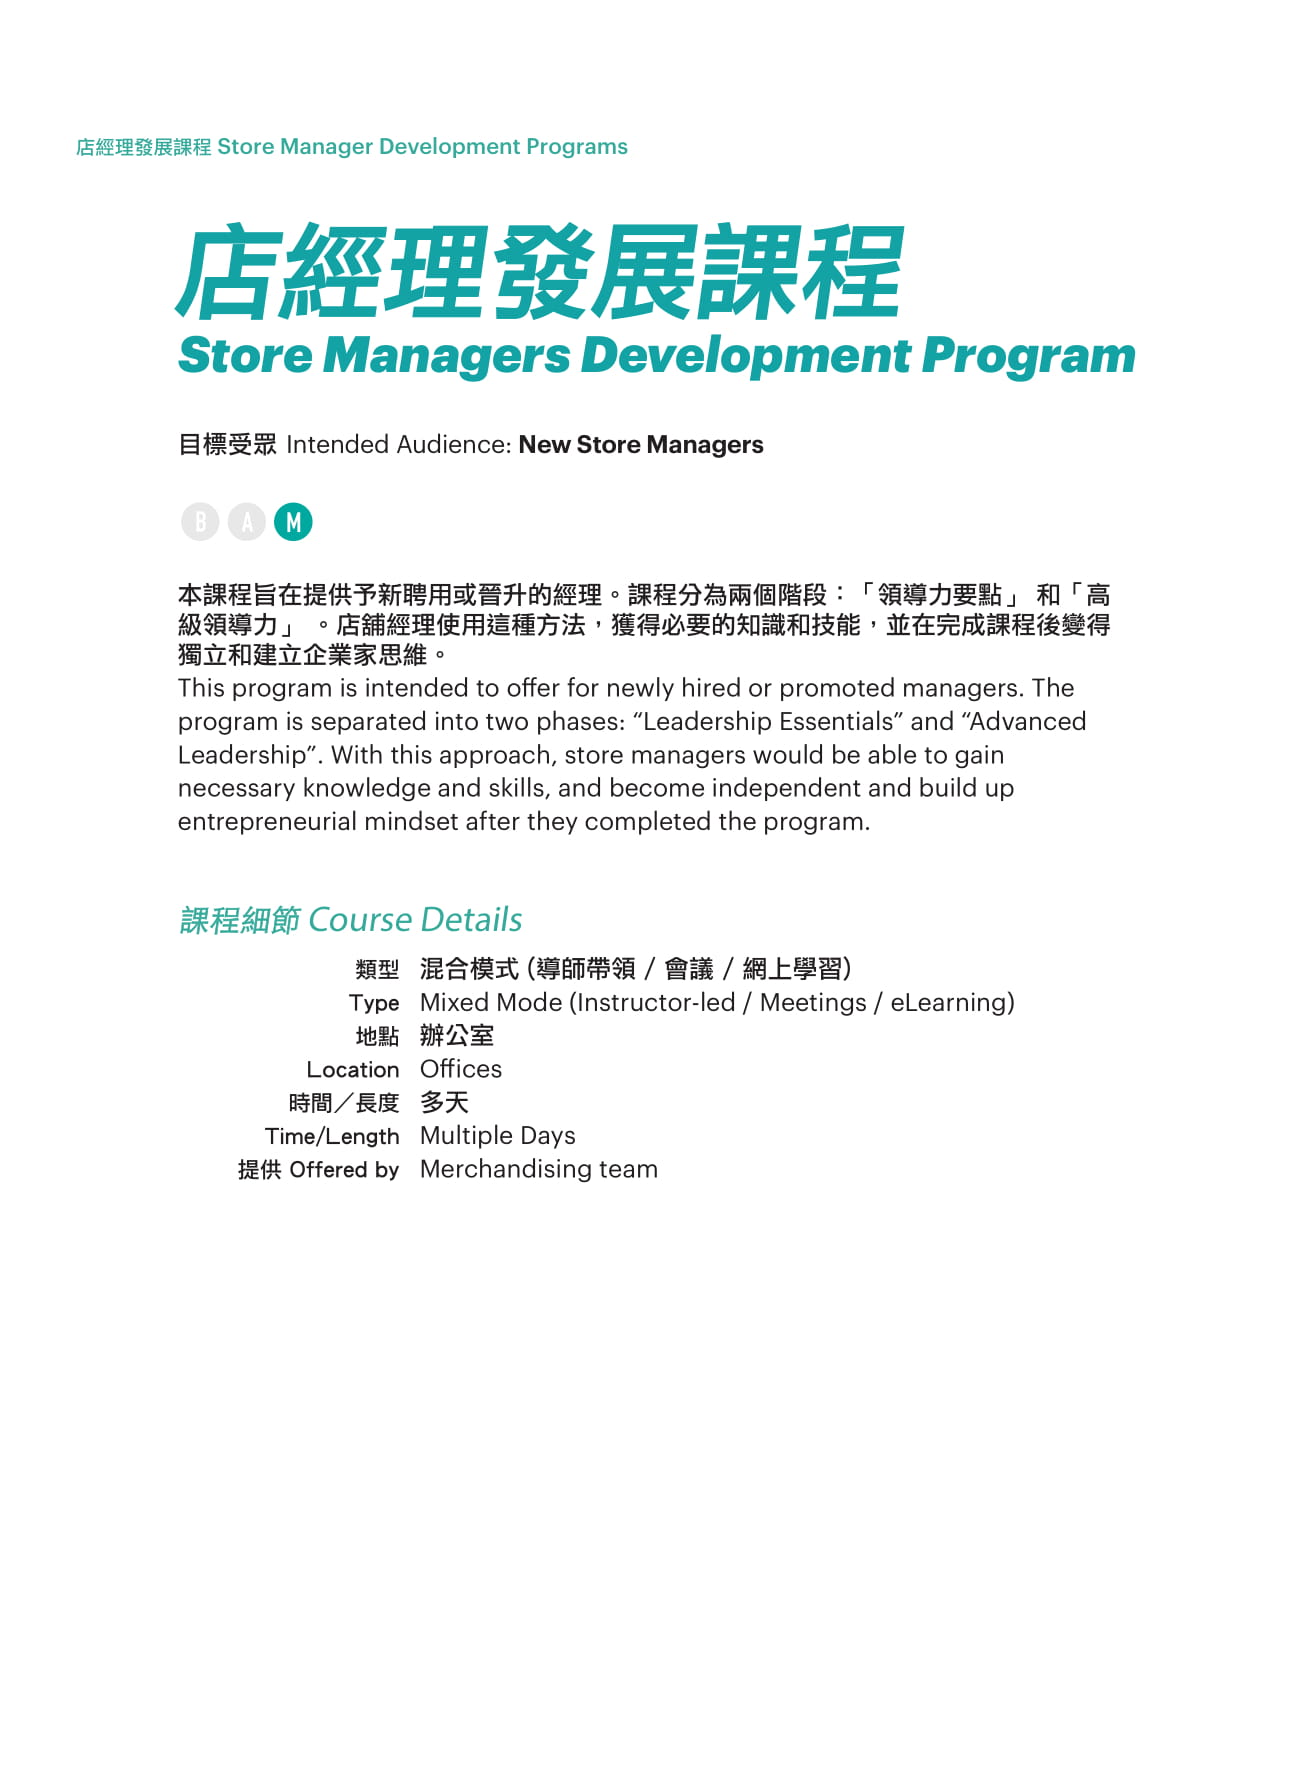 店經理發展課程 Store Manager Development Programs
店經理發展課程
Store Managers Development Program
目標受眾 Intended Audience: New Store Managers
B A M
本課程旨在提供予新聘用或晉升的經理。課程分為兩個階段：「領導力要點」 和「高
級領導力」 。店舖經理使用這種方法，獲得必要的知識和技能，並在完成課程後變得
獨立和建立企業家思維。
This program is intended to offer for newly hired or promoted managers. The
program is separated into two phases: “Leadership Essentials” and “Advanced
Leadership”. With this approach, store managers would be able to gain
necessary knowledge and skills, and become independent and build up
entrepreneurial mindset after they completed the program.
課程細節 Course Details
類型 混合模式（導師帶領 / 會議 / 網上學習）
Type Mixed Mode (Instructor-led / Meetings / eLearning)
地點 辦公室
Location Offices
時間／長度 多天
Time/Length Multiple Days
提供 Offered by Merchandising team